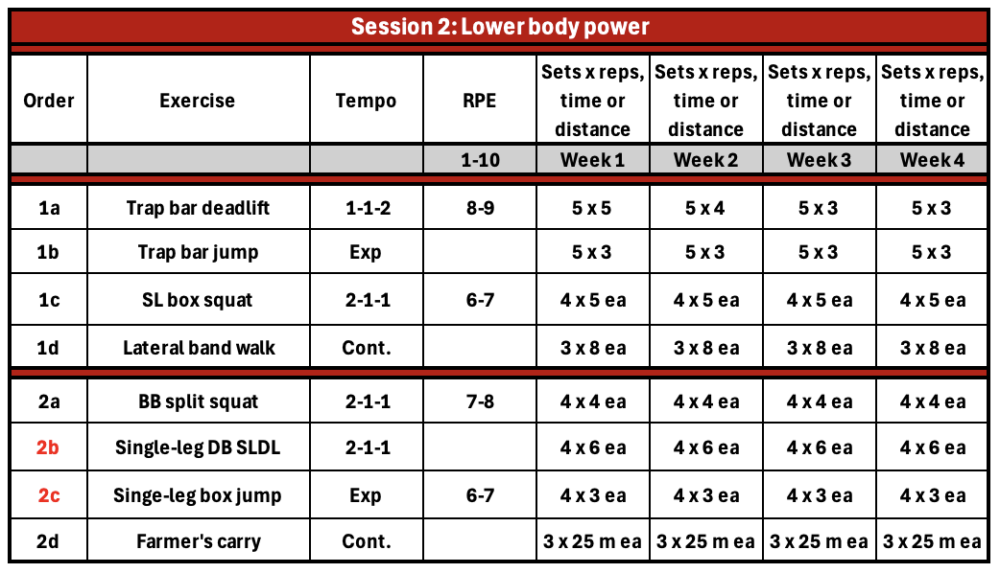 Session 2: Lower body power
Order Exercise Tempo RPE Sets x reps, time or distance Sets x reps, time or distance Sets x reps, time or distance Sets x reps, time or distance
1-10 Week 1 Week 2 Week 3 Week 4
1a Trap bar deadlift 1-1-2 8-9 5 x 5 5 x 4 5 x 3 5 x 3
1b Trap bar jump Exp 5 x 3 5 x 3 5 x 3 5 x 3
1c SL box squat 2-1-1 6-7 4 x 5 ea 4 x 5 ea 4 x 5 ea 4 x 5 ea
1d Lateral band walk Cont. 3 x 8 ea 3 x 8 ea 3 x 8 ea 3 x 8 ea
2a BB split squat 2-1-1 7-8 4 x 4 ea 4 x 4 ea 4 x 4 ea 4 x 4 ea
2b Single-leg DB SLDL 2-1-1 4 x 6 ea 4 x 6 ea 4 x 6 ea 4 x 6 ea
2c Singe-leg box jump Exp 6-7 4 x 3 ea 4 x 3 ea 4 x 3 ea 4 x 3 ea
2d Farmer's carry Cont. 3 x 25 m ea 3 x 25 m ea 3 x 25 m ea 3 x 25 m ea